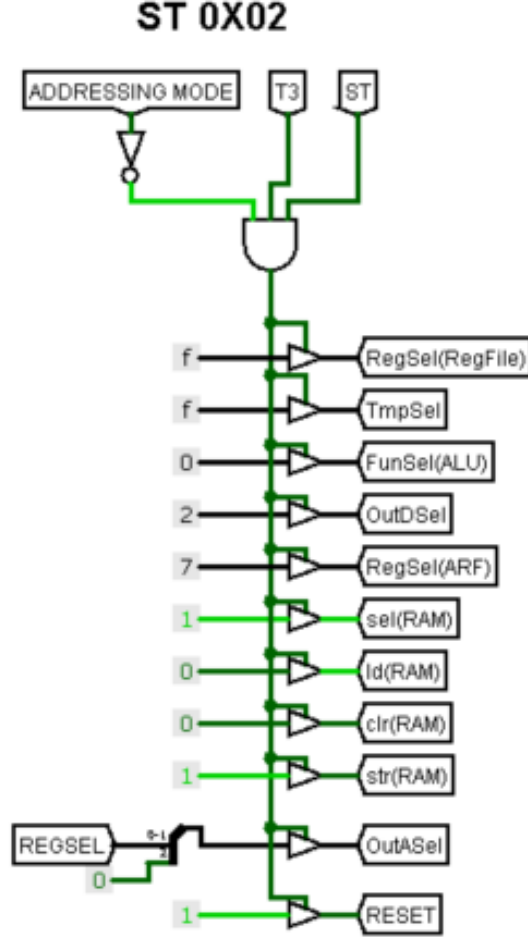 ST 0X02
ADDRESSING MODE T3 ST
f RegSel(RegFile)
f TmpSel
0 FunSel(ALU)
2 OutDSel
7 RegSel(ARF)
1 sel(RAM)
0 ld(RAM)
0 clr(RAM)
1 str(RAM)
0-1
REGSEL 2 OutASel
0
1 RESET